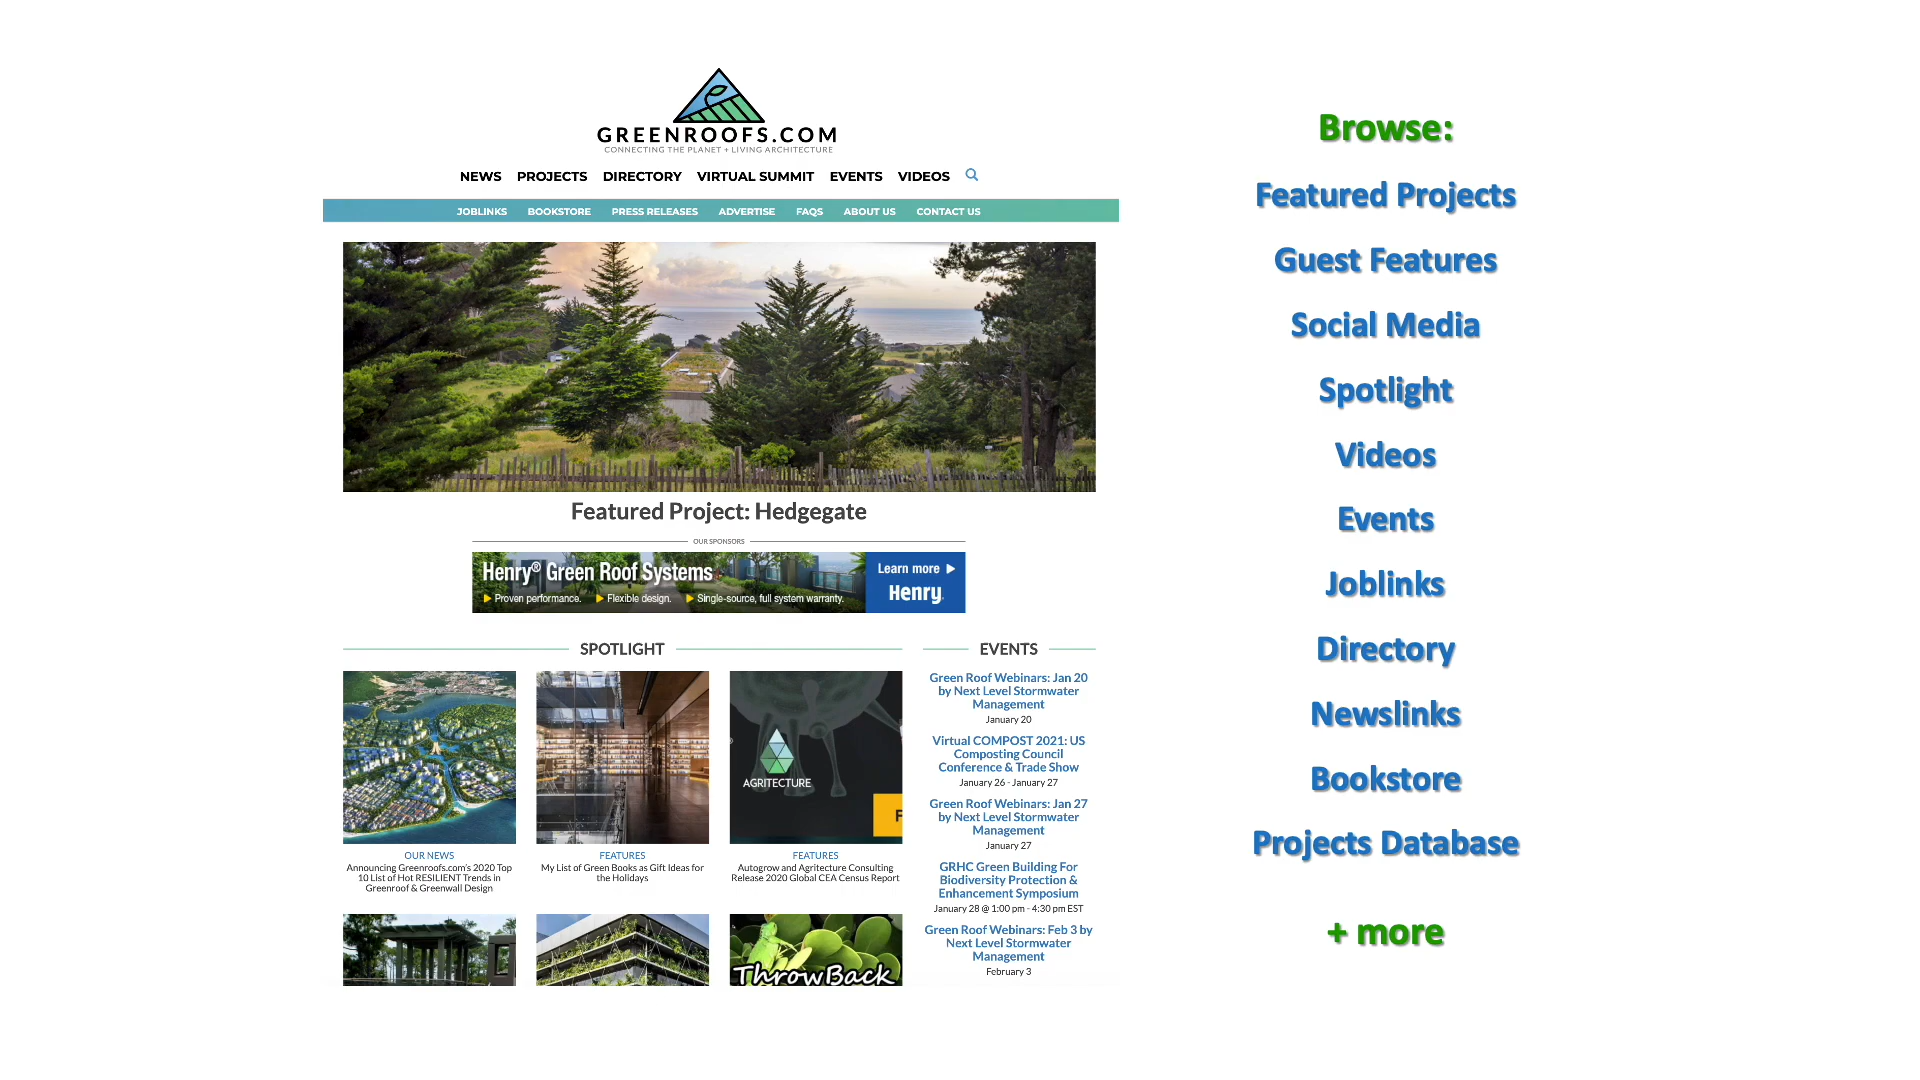 GREENROOFS.COM
CONNECTING THE PLANET + LIVING ARCHITECTURE
NEWS PROJECTS DIRECTORY VIRTUAL SUMMIT EVENTS VIDEOS
JOBLINKS BOOKSTORE PRESS RELEASES ADVERTISE FAQS ABOUT US CONTACT US
Featured Project: Hedgegate
OUR SPONSORS
Henry® Green Roof Systems
Proven performance. Flexible design. Single-source, full system warranty.
Learn more
Henry
SPOTLIGHT
AGRITECTURE
F
OUR NEWS
Announcing Greenroofs.com's 2020 Top
10 List of Hot RESILIENT Trends in
Greenroof & Greenwall Design
FEATURES
My List of Green Books as Gift Ideas for
the Holidays
FEATURES
Autogrow and Agritecture Consulting
Release 2020 Global CEA Census Report
ThrowBack
EVENTS
Green Roof Webinars: Jan 20
by Next Level Stormwater
Management
January 20
Virtual COMPOST 2021: US
Composting Council
Conference & Trade Show
January 26 - January 27
Green Roof Webinars: Jan 27
by Next Level Stormwater
Management
January 27
GRHC Green Building For
Biodiversity Protection &
Enhancement Symposium
January 28 @ 1:00 pm - 4:30 pm EST
Green Roof Webinars: Feb 3 by
Next Level Stormwater
Management
February 3
Browse:
Featured Projects
Guest Features
Social Media
Spotlight
Videos
Events
Joblinks
Directory
Newslinks
Bookstore
Projects Database
+ more